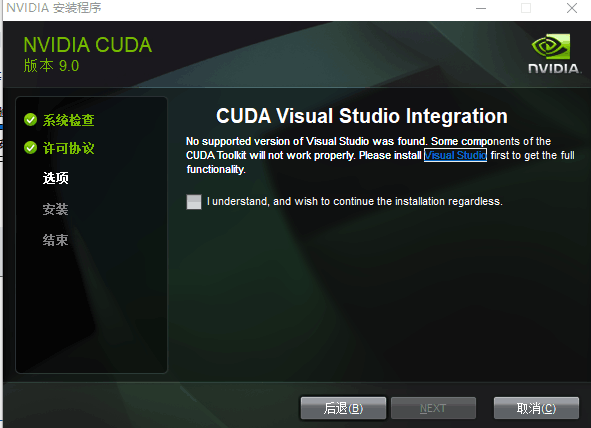 NVIDIA 安装程序
NVIDIA CUDA
版本 9.0
NVIDIA.
系统检查
许可协议
选项
安装
结束
CUDA Visual Studio Integration
No supported version of Visual Studio was found. Some components of the
CUDA Toolkit will not work properly. Please install Visual Studio first to get the full
functionality.
I understand, and wish to continue the installation regardless.
后退(B)
NEXT
取消(C)